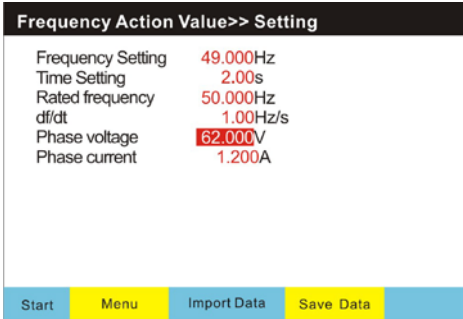 Frequency Action Value>> Setting
Frequency Setting 49.000Hz
Time Setting 2.00s
Rated frequency 50.000Hz
df/dt 1.00Hz/s
Phase voltage 62.000V
Phase current 1.200A
Start Menu Import Data Save Data